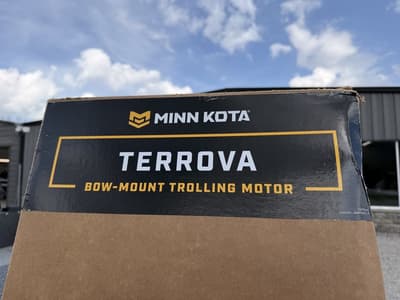 MINN KOTA
TERROVA
BOW-MOUNT TROLLING MOTOR